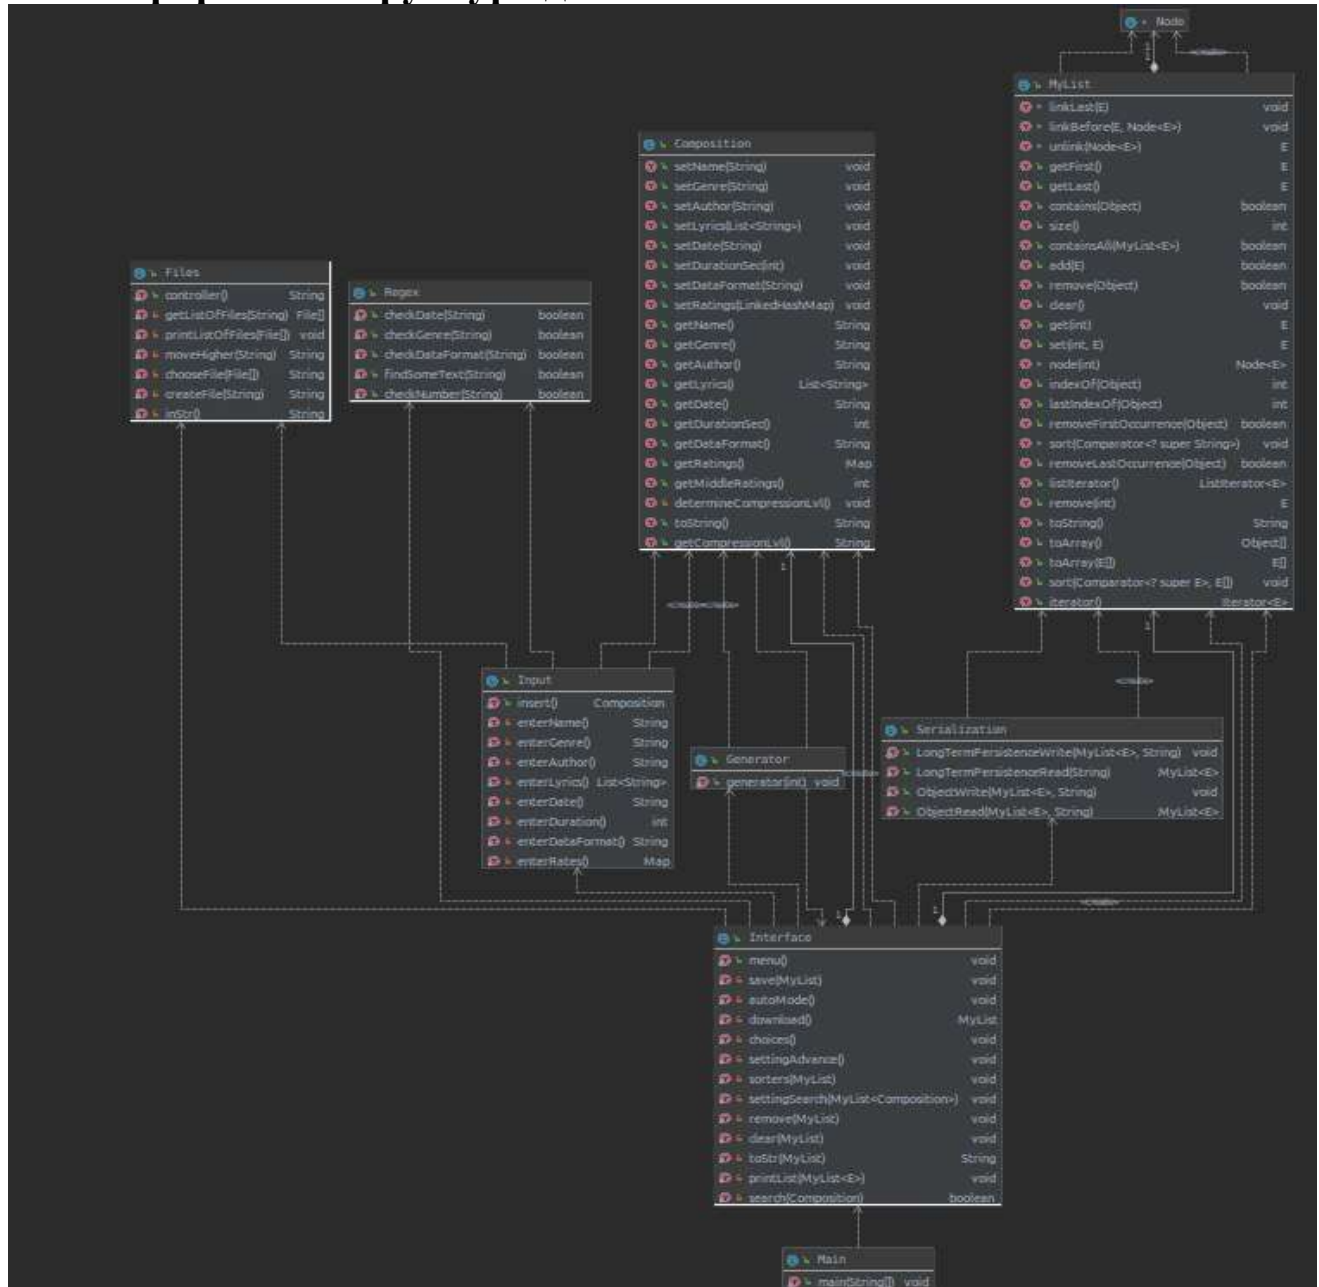 Node
MyList
linkLast(E) void
linkBefore(E, Node<E>) void
unlink(Node<E>) E
getFirst() E
getLast() E
contains(Object) boolean
size() int
containsAll(MyList<E>) boolean
add(E) boolean
remove(Object) boolean
clear() void
get(int) E
set(int, E) E
node(int) Node<E>
indexOf(Object) int
lastIndexOf(Object) int
removeFirstOccurrence(Object) boolean
sort(Comparator<? super String>) void
removeLastOccurrence(Object) boolean
listIterator() ListIterator<E>
remove(int) E
toString() String
toArray() Object[]
toArray(E[]) E[]
sort(Comparator<? super E>, E[]) void
iterator() Iterator<E>
Composition
setName(String) void
setGenre(String) void
setAuthor(String) void
setLyrics(List<String>) void
setDate(String) void
setDurationSec(int) void
setDataFormat(String) void
setRatings(LinkedHashMap) void
getName() String
getGenre() String
getAuthor() String
getLyrics() List<String>
getDate() String
getDurationSec() int
getDataFormat() String
getRatings() Map
getMiddleRatings() int
determineCompressionLvl() void
toString() String
getCompressionLvl() String
Files
controller() String
getListOfFiles(String) File[]
printListOfFiles(File[]) void
moveHigher(String) String
chooseFile(File[]) String
createFile(String) String
inStr() String
Regex
checkDate(String) boolean
checkGenre(String) boolean
checkDataFormat(String) boolean
findSomeText(String) boolean
checkNumber(String) boolean
1
1
Input
insert() Composition
enterName() String
enterGenre() String
enterAuthor() String
enterLyrics() List<String>
enterDate() String
enterDuration() int
enterDataFormat() String
enterRates() Map
Generator
generator(int) void
Serialization
LongTermPersistenceWrite(MyList<E>, String) void
LongTermPersistenceRead(String) MyList<E>
ObjectWrite(MyList<E>, String) void
ObjectRead(MyList<E>, String) MyList<E>
1
1
Interface
menu() void
save(MyList) void
autoMode() void
download() MyList
choices() void
settingAdvance() void
sorters(MyList) void
settingSearch(MyList<Composition>) void
remove(MyList) void
clear(MyList) void
toStr(MyList) String
printList(MyList<E>) void
search(Composition) boolean
Main
main(String[]) void